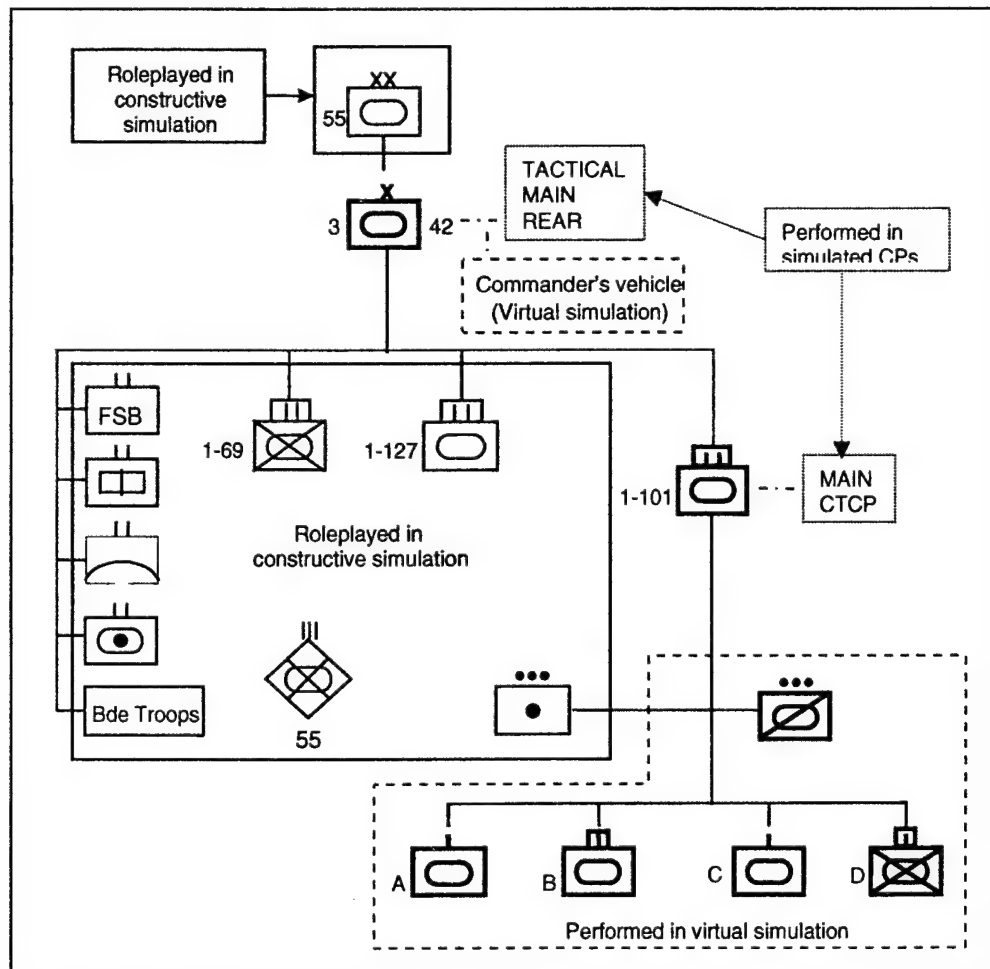 Roleplayed in
constructive
simulation
XX
55
X
3
42
TACTICAL
MAIN
REAR
Performed in
simulated CPs
Commander's vehicle
(Virtual simulation)
FSB
1-69
1-127
1-101
MAIN
CTCP
Roleplayed in
constructive simulation
Bde Troops
55
A
B
C
D
Performed in virtual simulation